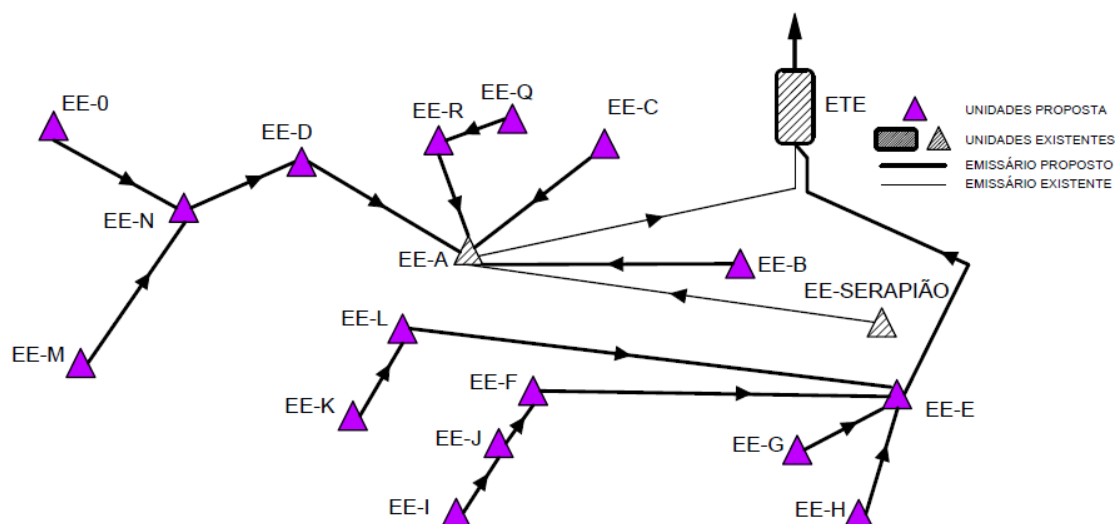 EE-0
EE-D
EE-R
EE-Q
EE-C
ETE
UNIDADES PROPOSTA
UNIDADES EXISTENTES
EMISSÁRIO PROPOSTO
EMISSÁRIO EXISTENTE
EE-N
EE-A
EE-B
EE-SERAPIÃO
EE-M
EE-L
EE-K
EE-F
EE-E
EE-J
EE-G
EE-I
EE-H